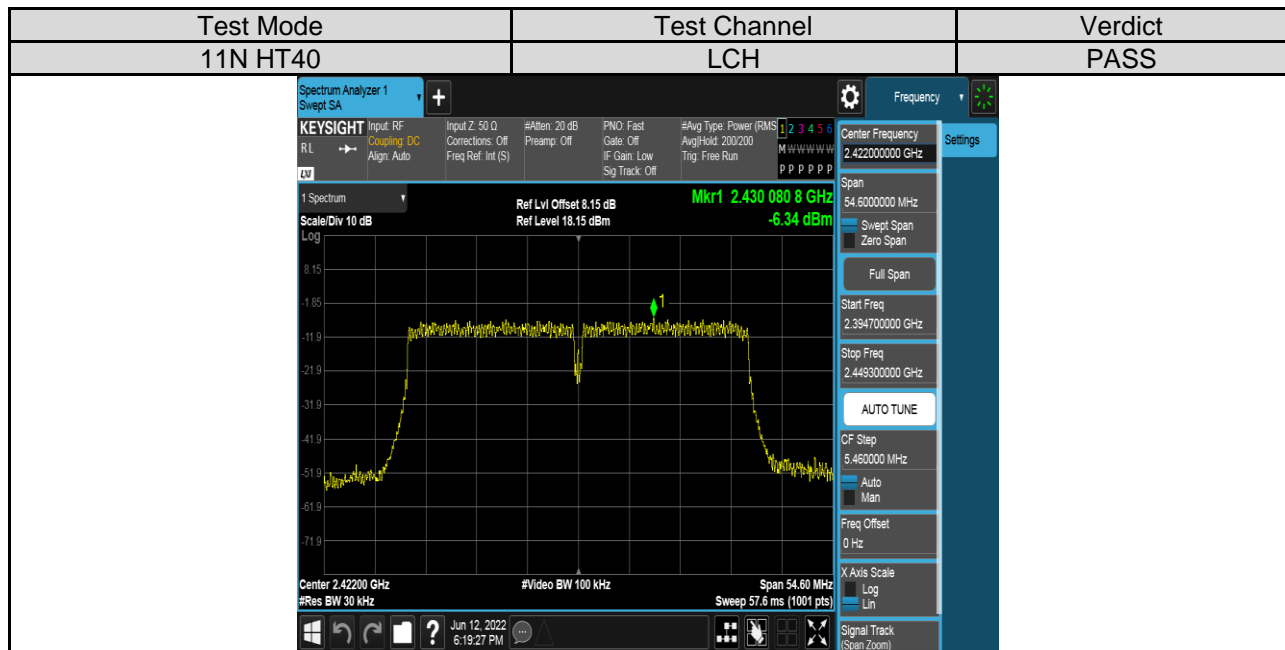 Test Mode Test Channel Verdict
11N HT40 LCH PASS
Spectrum Analyzer 1
Swept SA
+
Frequency
KEYSIGHT
RL
LXI
Input: RF
Coupling: DC
Align: Auto
Input Z: 50 Ω
Corrections: Off
Freq Ref: Int (S)
#Atten: 20 dB
Preamp: Off
PNO: Fast
Gate: Off
IF Gain: Low
Sig Track: Off
#Avg Type: Power (RMS
Avg|Hold: 200/200
Trig: Free Run
1 2 3 4 5 6
M W W W W W
P P P P P P
Center Frequency
2.422000000 GHz
Settings
Span
54.6000000 MHz
Swept Span
Zero Span
Full Span
Start Freq
2.394700000 GHz
Stop Freq
2.449300000 GHz
AUTO TUNE
CF Step
5.460000 MHz
Auto
Man
Freq Offset
0 Hz
X Axis Scale
Log
Lin
Signal Track
(Span Zoom)
1 Spectrum
Scale/Div 10 dB
Ref Lvl Offset 8.15 dB
Ref Level 18.15 dBm
Mkr1 2.430 080 8 GHz
-6.34 dBm
Log
8.15
-1.85
1
-11.9
-21.9
-31.9
-41.9
-51.9
-61.9
-71.9
Center 2.42200 GHz
#Res BW 30 kHz
#Video BW 100 kHz
Span 54.60 MHz
Sweep 57.6 ms (1001 pts)
?
Jun 12, 2022
6:19:27 PM